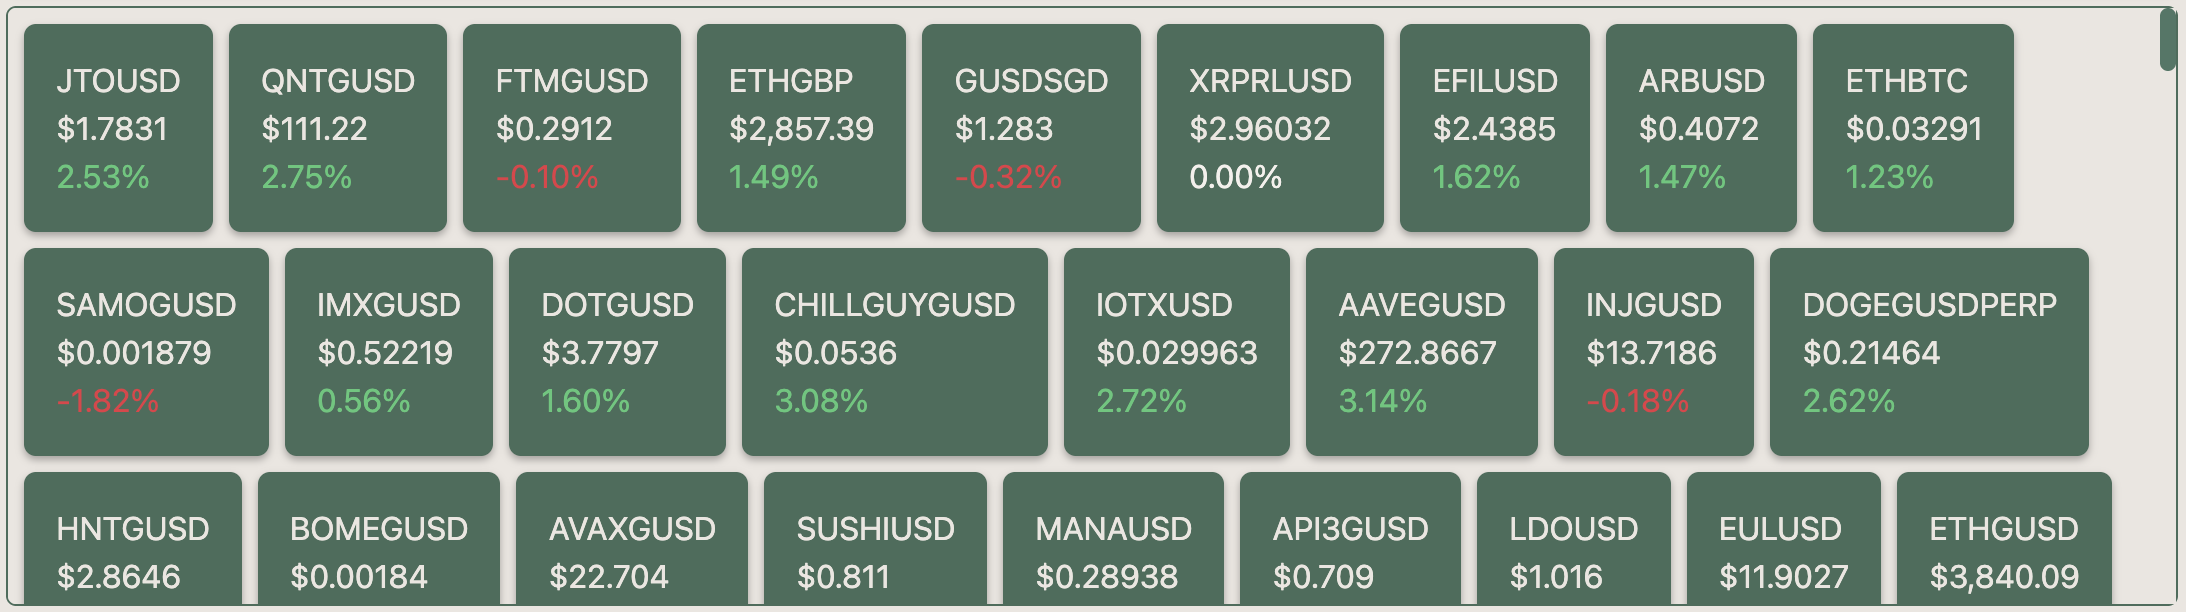 JTOUSD
$1.7831
2.53%
QNTGUSD
$111.22
2.75%
FTMGUSD
$0.2912
-0.10%
ETHGBP
$2,857.39
1.49%
GUSDSGD
$1.283
-0.32%
XRPRLUSD
$2.96032
0.00%
EFILUSD
$2.4385
1.62%
ARBUSD
$0.4072
1.47%
ETHBTC
$0.03291
1.23%
SAMOGUSD
$0.001879
-1.82%
IMXGUSD
$0.52219
0.56%
DOTGUSD
$3.7797
1.60%
CHILLGUYGUSD
$0.0536
3.08%
IOTXUSD
$0.029963
2.72%
AAVEGUSD
$272.8667
3.14%
INJGUSD
$13.7186
-0.18%
DOGEGUSDPERP
$0.21464
2.62%
HNTGUSD
$2.8646
BOMEGUSD
$0.00184
AVAXGUSD
$22.704
SUSHIUSD
$0.811
MANAUSD
$0.28938
API3GUSD
$0.709
LDOUSD
$1.016
EULUSD
$11.9027
ETHGUSD
$3,840.09